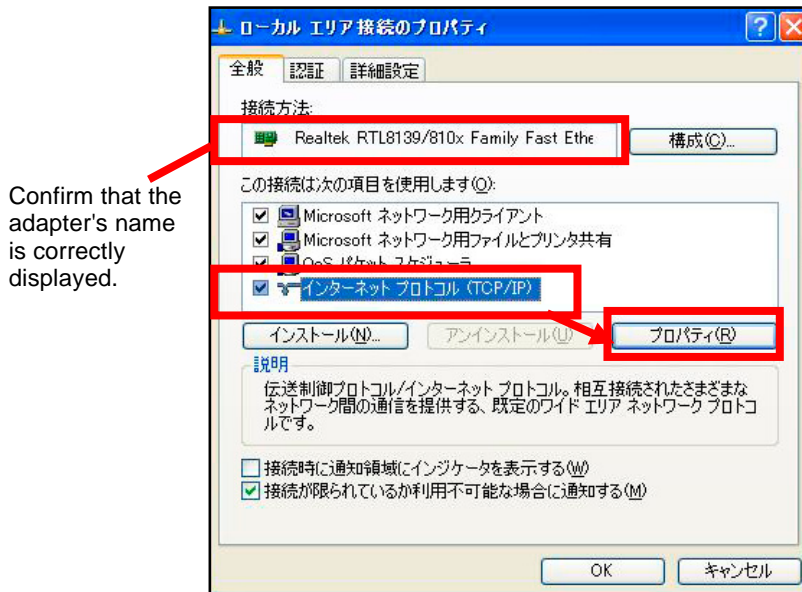 ローカル エリア接続のプロパティ
全般
認証
詳細設定
接続方法:
Realtek RTL8139/810x Family Fast Ethe
構成(C)...
Confirm that the
adapter's name
is correctly
displayed.
この接続は次の項目を使用します(O):
Microsoft ネットワーク用クライアント
Microsoft ネットワーク用ファイルとプリンタ共有
QoS パケット スケジューラ
インターネット プロトコル (TCP/IP)
インストール(N)...
アンインストール(U)
プロパティ(R)
説明
伝送制御プロトコル/インターネット プロトコル。相互接続されたさまざまな
ネットワーク間の通信を提供する、既定のワイド エリア ネットワーク プロトコ
ルです。
接続時に通知領域にインジケータを表示する(W)
接続が限られているか利用不可能な場合に通知する(M)
OK
キャンセル